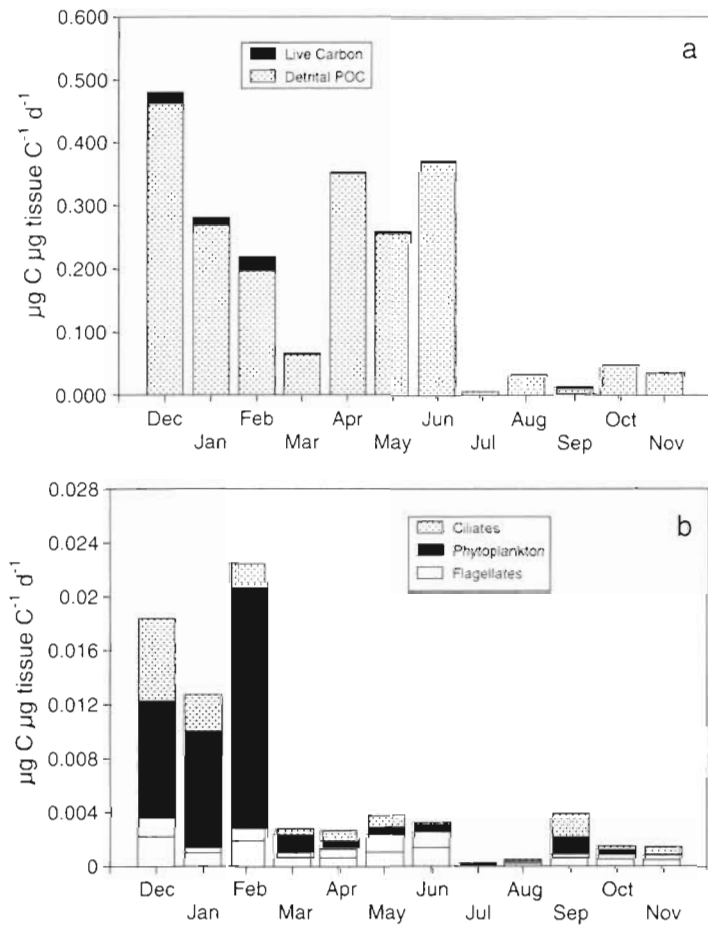 0.600
a
Live Carbon
Detrital POC
0.500
0.400
0.300
0.200
0.100
0.000
µg C µg tissue C⁻¹ d⁻¹
Dec Feb Apr Jun Aug Oct
Jan Mar May Jul Sep Nov
0.028
b
Ciliates
Phytoplankton
Flagellates
0.024
0.02
0.016
0.012
0.008
0.004
0
µg C µg tissue C⁻¹ d⁻¹
Dec Feb Apr Jun Aug Oct
Jan Mar May Jul Sep Nov